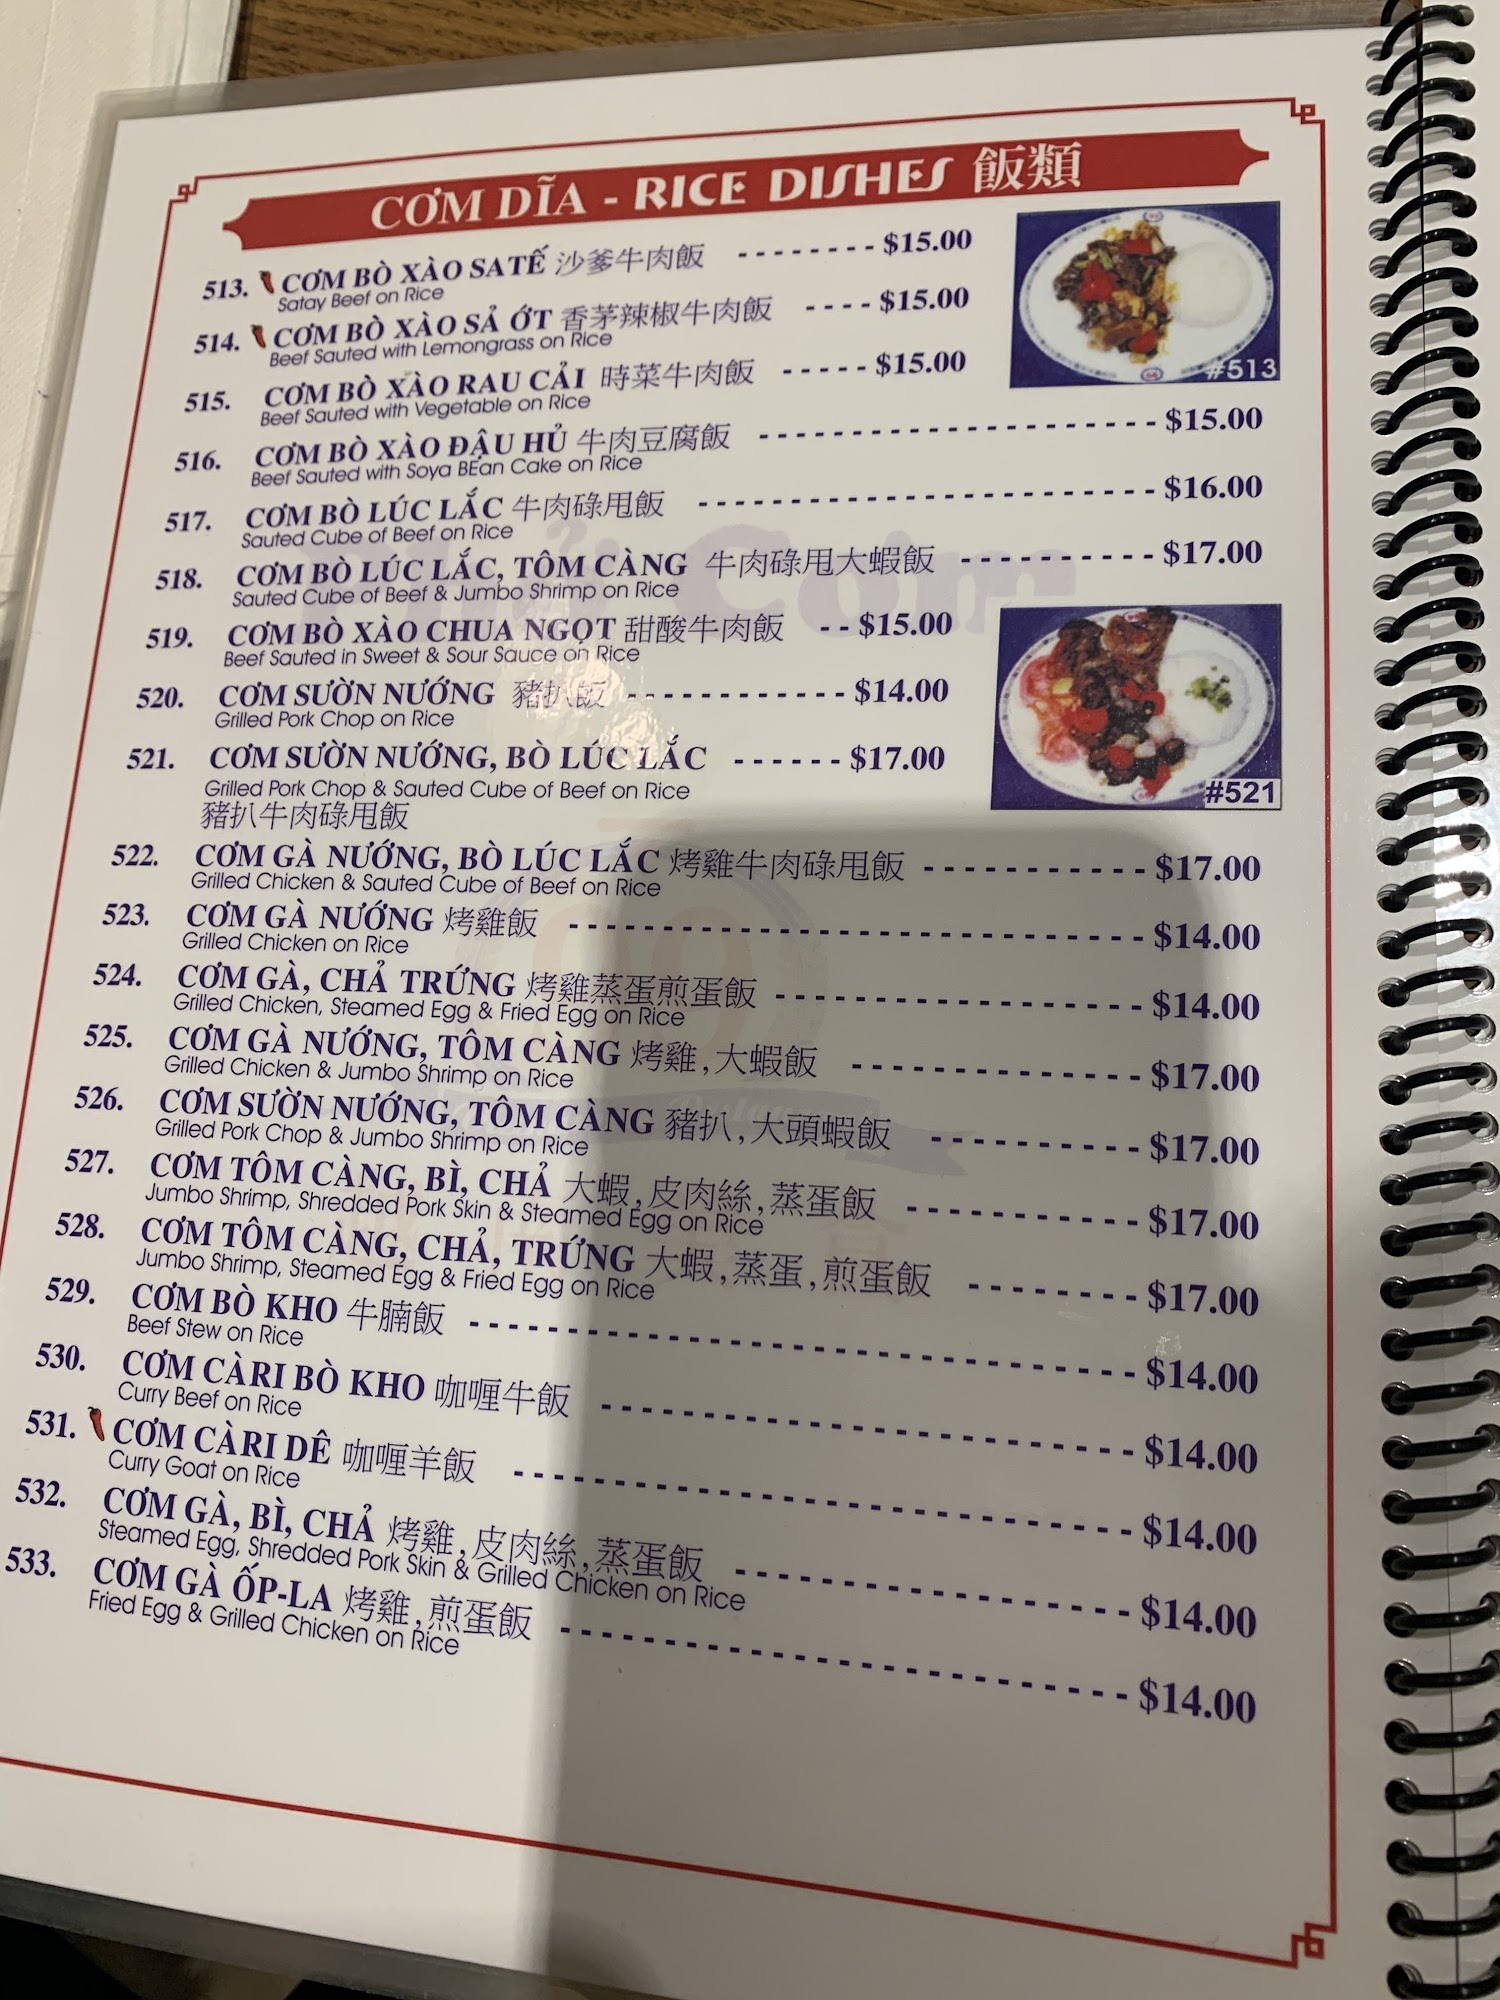 CƠM DĨA - RICE DISHES 飯類
513. CƠM BÒ XÀO SATẾ 沙爹牛肉飯 -------- $15.00
Satay Beef on Rice
514. CƠM BÒ XÀO SẢ ỚT 香茅辣椒牛肉飯 ---- $15.00
Beef Sauted with Lemongrass on Rice
515. CƠM BÒ XÀO RAU CẢI 時菜牛肉飯 ----- $15.00
Beef Sauted with Vegetable on Rice
#513
516. CƠM BÒ XÀO ĐẬU HỦ 牛肉豆腐飯 -------------------- $15.00
Beef Sauted with Soya BEan Cake on Rice
517. CƠM BÒ LÚC LẮC 牛肉碌甩飯 ----------------------- $16.00
Sauted Cube of Beef on Rice
518. CƠM BÒ LÚC LẮC, TÔM CÀNG 牛肉碌甩大蝦飯 ---------- $17.00
Sauted Cube of Beef & Jumbo Shrimp on Rice
519. CƠM BÒ XÀO CHUA NGỌT 甜酸牛肉飯 -- $15.00
Beef Sauted in Sweet & Sour Sauce on Rice
520. CƠM SƯỜN NƯỚNG 豬扒飯 ------------ $14.00
Grilled Pork Chop on Rice
521. CƠM SƯỜN NƯỚNG, BÒ LÚC LẮC ------ $17.00
Grilled Pork Chop & Sauted Cube of Beef on Rice
豬扒牛肉碌甩飯
#521
522. CƠM GÀ NƯỚNG, BÒ LÚC LẮC 烤雞牛肉碌甩飯 ----------- $17.00
Grilled Chicken & Sauted Cube of Beef on Rice
523. CƠM GÀ NƯỚNG 烤雞飯 ----------------------------- $14.00
Grilled Chicken on Rice
524. CƠM GÀ, CHẢ TRỨNG 烤雞蒸蛋煎蛋飯 ------------------ $14.00
Grilled Chicken, Steamed Egg & Fried Egg on Rice
525. CƠM GÀ NƯỚNG, TÔM CÀNG 烤雞,大蝦飯 -------------- $17.00
Grilled Chicken & Jumbo Shrimp on Rice
526. CƠM SƯỜN NƯỚNG, TÔM CÀNG 豬扒,大頭蝦飯 ---------- $17.00
Grilled Pork Chop & Jumbo Shrimp on Rice
527. CƠM TÔM CÀNG, BÌ, CHẢ 大蝦,皮肉絲,蒸蛋飯 ----------- $17.00
Jumbo Shrimp, Shredded Pork Skin & Steamed Egg on Rice
528. CƠM TÔM CÀNG, CHẢ, TRỨNG 大蝦,蒸蛋,煎蛋飯 -------- $17.00
Jumbo Shrimp, Steamed Egg & Fried Egg on Rice
529. CƠM BÒ KHO 牛腩飯 -------------------------------- $14.00
Beef Stew on Rice
530. CƠM CÀRI BÒ KHO 咖喱牛飯 -------------------------- $14.00
Curry Beef on Rice
531. CƠM CÀRI DÊ 咖喱羊飯 ------------------------------ $14.00
Curry Goat on Rice
532. CƠM GÀ, BÌ, CHẢ 烤雞,皮肉絲,蒸蛋飯 ------------------- $14.00
Steamed Egg, Shredded Pork Skin & Grilled Chicken on Rice
533. CƠM GÀ ỐP-LA 烤雞,煎蛋飯 --------------------------- $14.00
Fried Egg & Grilled Chicken on Rice